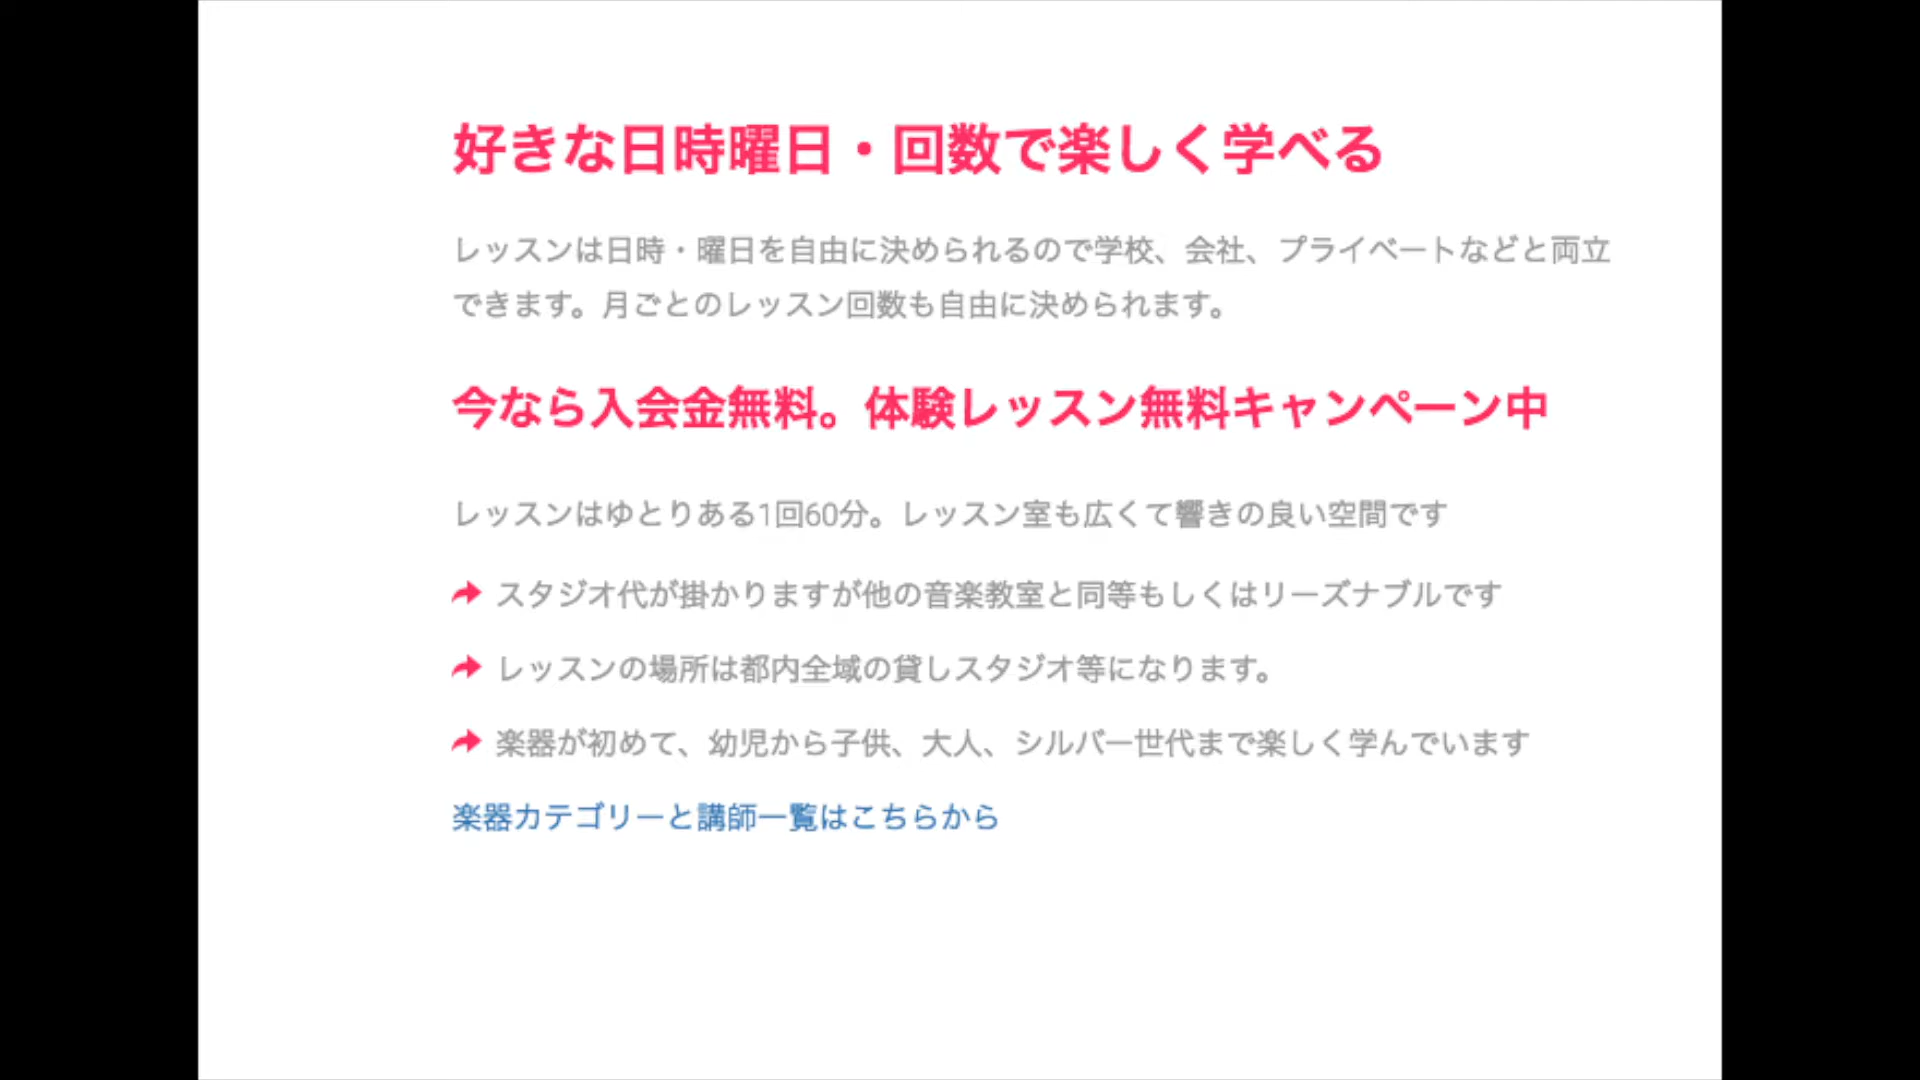 好きな日時曜日・回数で楽しく学べる
レッスンは日時・曜日を自由に決められるので学校、会社、プライベートなどと両立
できます。月ごとのレッスン回数も自由に決められます。
今なら入会金無料。体験レッスン無料キャンペーン中
レッスンはゆとりある1回60分。レッスン室も広くて響きの良い空間です
スタジオ代が掛かりますが他の音楽教室と同等もしくはリーズナブルです
レッスンの場所は都内全域の貸しスタジオ等になります。
楽器が初めて、幼児から子供、大人、シルバー世代まで楽しく学んでいます
楽器カテゴリーと講師一覧はこちらから